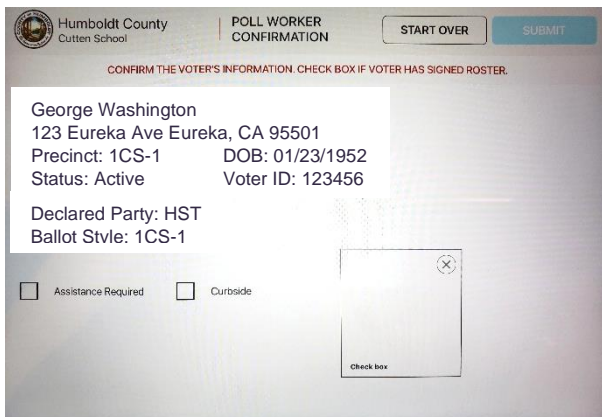 Humboldt County
Cutten School
POLL WORKER
CONFIRMATION
START OVER
SUBMIT
CONFIRM THE VOTER'S INFORMATION. CHECK BOX IF VOTER HAS SIGNED ROSTER.
George Washington
123 Eureka Ave Eureka, CA 95501
Precinct: 1CS-1 DOB: 01/23/1952
Status: Active Voter ID: 123456
Declared Party: HST
Ballot Style: 1CS-1
Assistance Required
Curbside
Check box